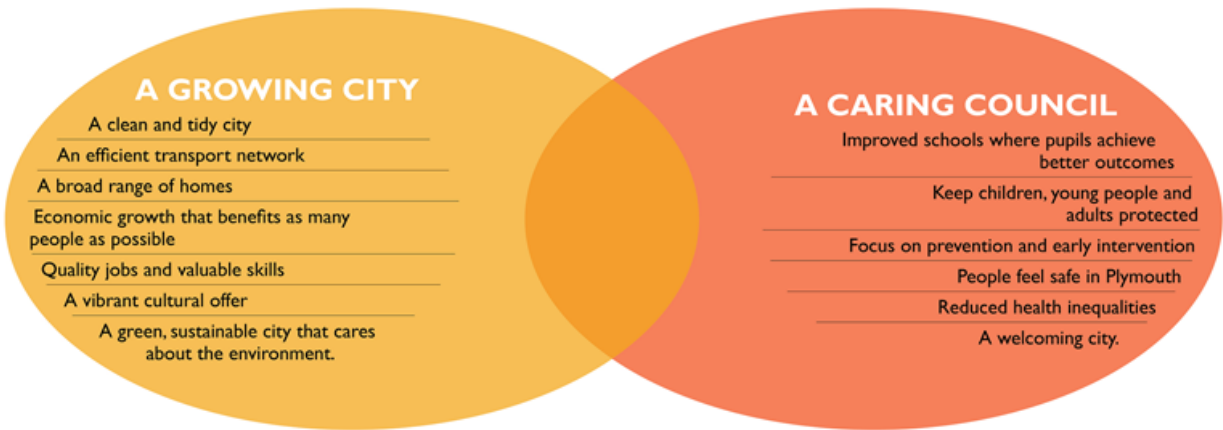 A GROWING CITY
A clean and tidy city
An efficient transport network
A broad range of homes
Economic growth that benefits as many
people as possible
Quality jobs and valuable skills
A vibrant cultural offer
A green, sustainable city that cares
about the environment.
A CARING COUNCIL
Improved schools where pupils achieve
better outcomes
Keep children, young people and
adults protected
Focus on prevention and early intervention
People feel safe in Plymouth
Reduced health inequalities
A welcoming city.